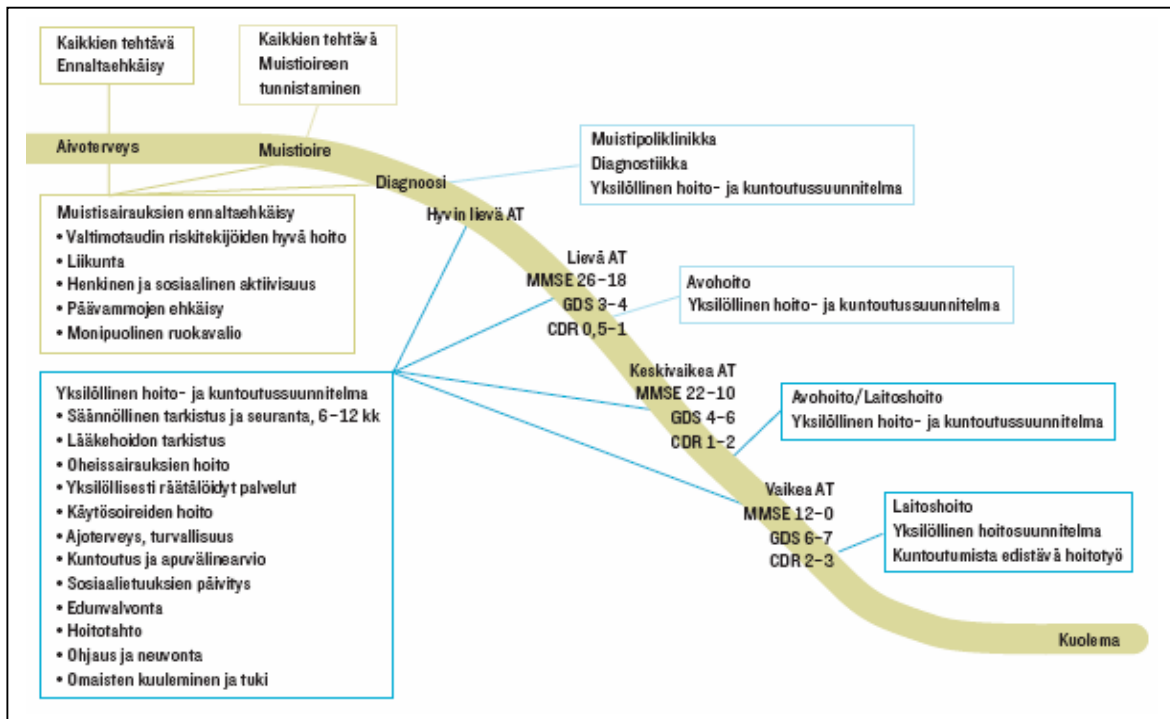 Kaikkien tehtävä
Ennaltaehkäisy
Kaikkien tehtävä
Muistioireen
tunnistaminen
Aivoterveys
Muistioire
Diagnoosi
Hyvin lievä AT
Muistipoliklinikka
Diagnostiikka
Yksilöllinen hoito- ja kuntoutussuunnitelma
Muistisairauksien ennaltaehkäisy
• Valtimotaudin riskitekijöiden hyvä hoito
• Liikunta
• Henkinen ja sosiaalinen aktiivisuus
• Päävammojen ehkäisy
• Monipuolinen ruokavalio
Lievä AT
MMSE 26–18
GDS 3–4
CDR 0,5–1
Avohoito
Yksilöllinen hoito- ja kuntoutussuunnitelma
Keskivaikea AT
MMSE 22–10
GDS 4–6
CDR 1–2
Avohoito/Laitoshoito
Yksilöllinen hoito- ja kuntoutussuunnitelma
Yksilöllinen hoito- ja kuntoutussuunnitelma
• Säännöllinen tarkistus ja seuranta, 6–12 kk
• Lääkehoidon tarkistus
• Oheissairauksien hoito
• Yksilöllisesti räätälöidyt palvelut
• Käytösoireiden hoito
• Ajoterveys, turvallisuus
• Kuntoutus ja apuvälinearvio
• Sosiaalietuuksien päivitys
• Edunvalvonta
• Hoitotahto
• Ohjaus ja neuvonta
• Omaisten kuuleminen ja tuki
Vaikea AT
MMSE 12–0
GDS 6–7
CDR 2–3
Laitoshoito
Yksilöllinen hoitosuunnitelma
Kuntoutumista edistävä hoitotyö
Kuolema